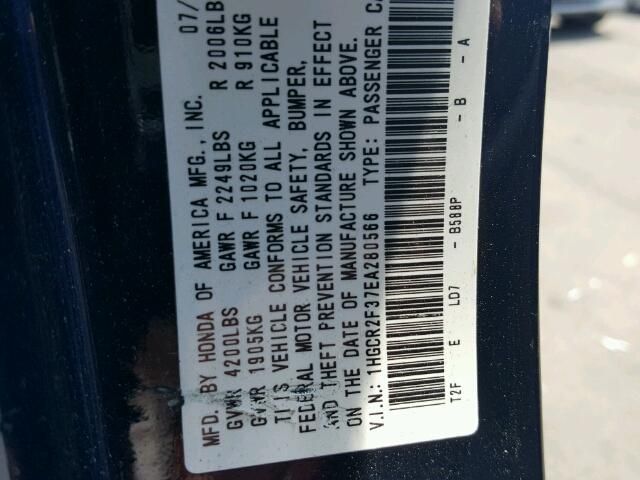 MFD. BY HONDA OF AMERICA MFG., INC. 07/
GVWR 4200LBS GAWR F 2249LBS R 2006LB
GVWR 1905KG GAWR F 1020KG R 910KG
THIS VEHICLE CONFORMS TO ALL APPLICABLE
FEDERAL MOTOR VEHICLE SAFETY, BUMPER,
AND THEFT PREVENTION STANDARDS IN EFFECT
ON THE DATE OF MANUFACTURE SHOWN ABOVE.
V.I.N.: 1HGCR2F37EA280566 TYPE: PASSENGER CA
T2F E LD7 - B588P - B - A